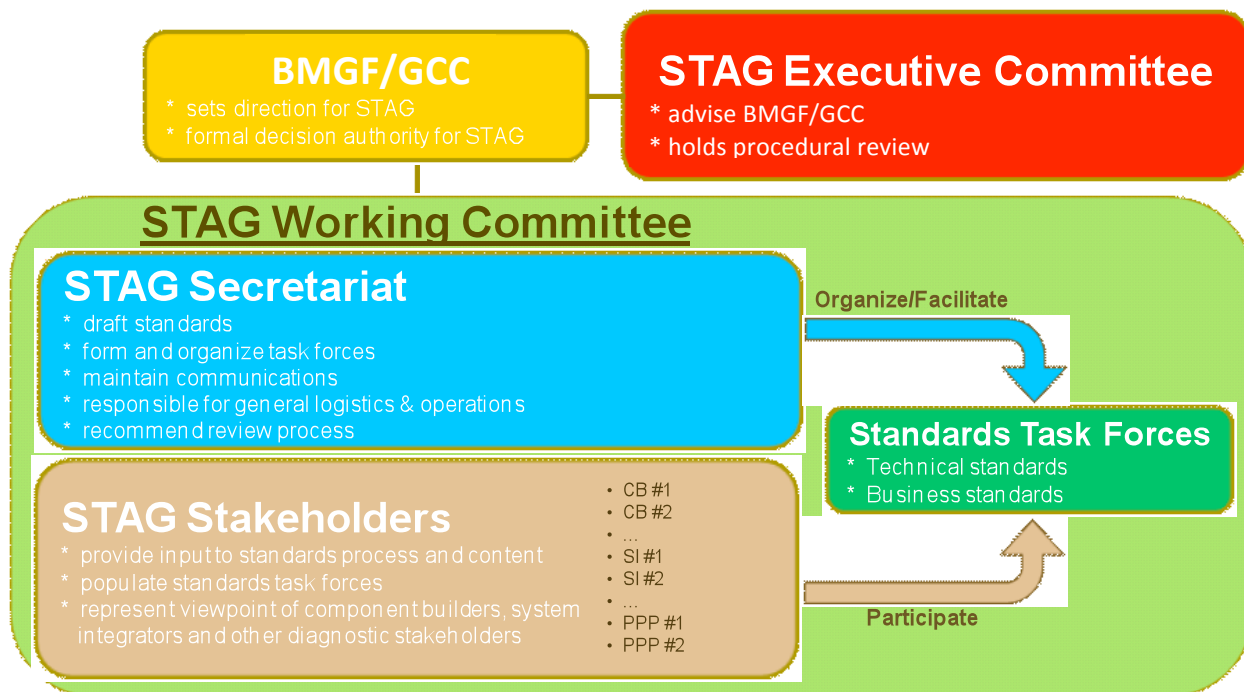 BMGF/GCC
* sets direction for STAG
* formal decision authority for STAG
STAG Executive Committee
* advise BMGF/GCC
* holds procedural review
STAG Working Committee
STAG Secretariat
* draft standards
* form and organize task forces
* maintain communications
* responsible for general logistics & operations
* recommend review process
Organize/Facilitate
Standards Task Forces
* Technical standards
* Business standards
STAG Stakeholders
* provide input to standards process and content
* populate standards task forces
* represent viewpoint of component builders, system
integrators and other diagnostic stakeholders
• CB #1
• CB #2
• ...
• SI #1
• SI #2
• ...
• PPP #1
• PPP #2
Participate